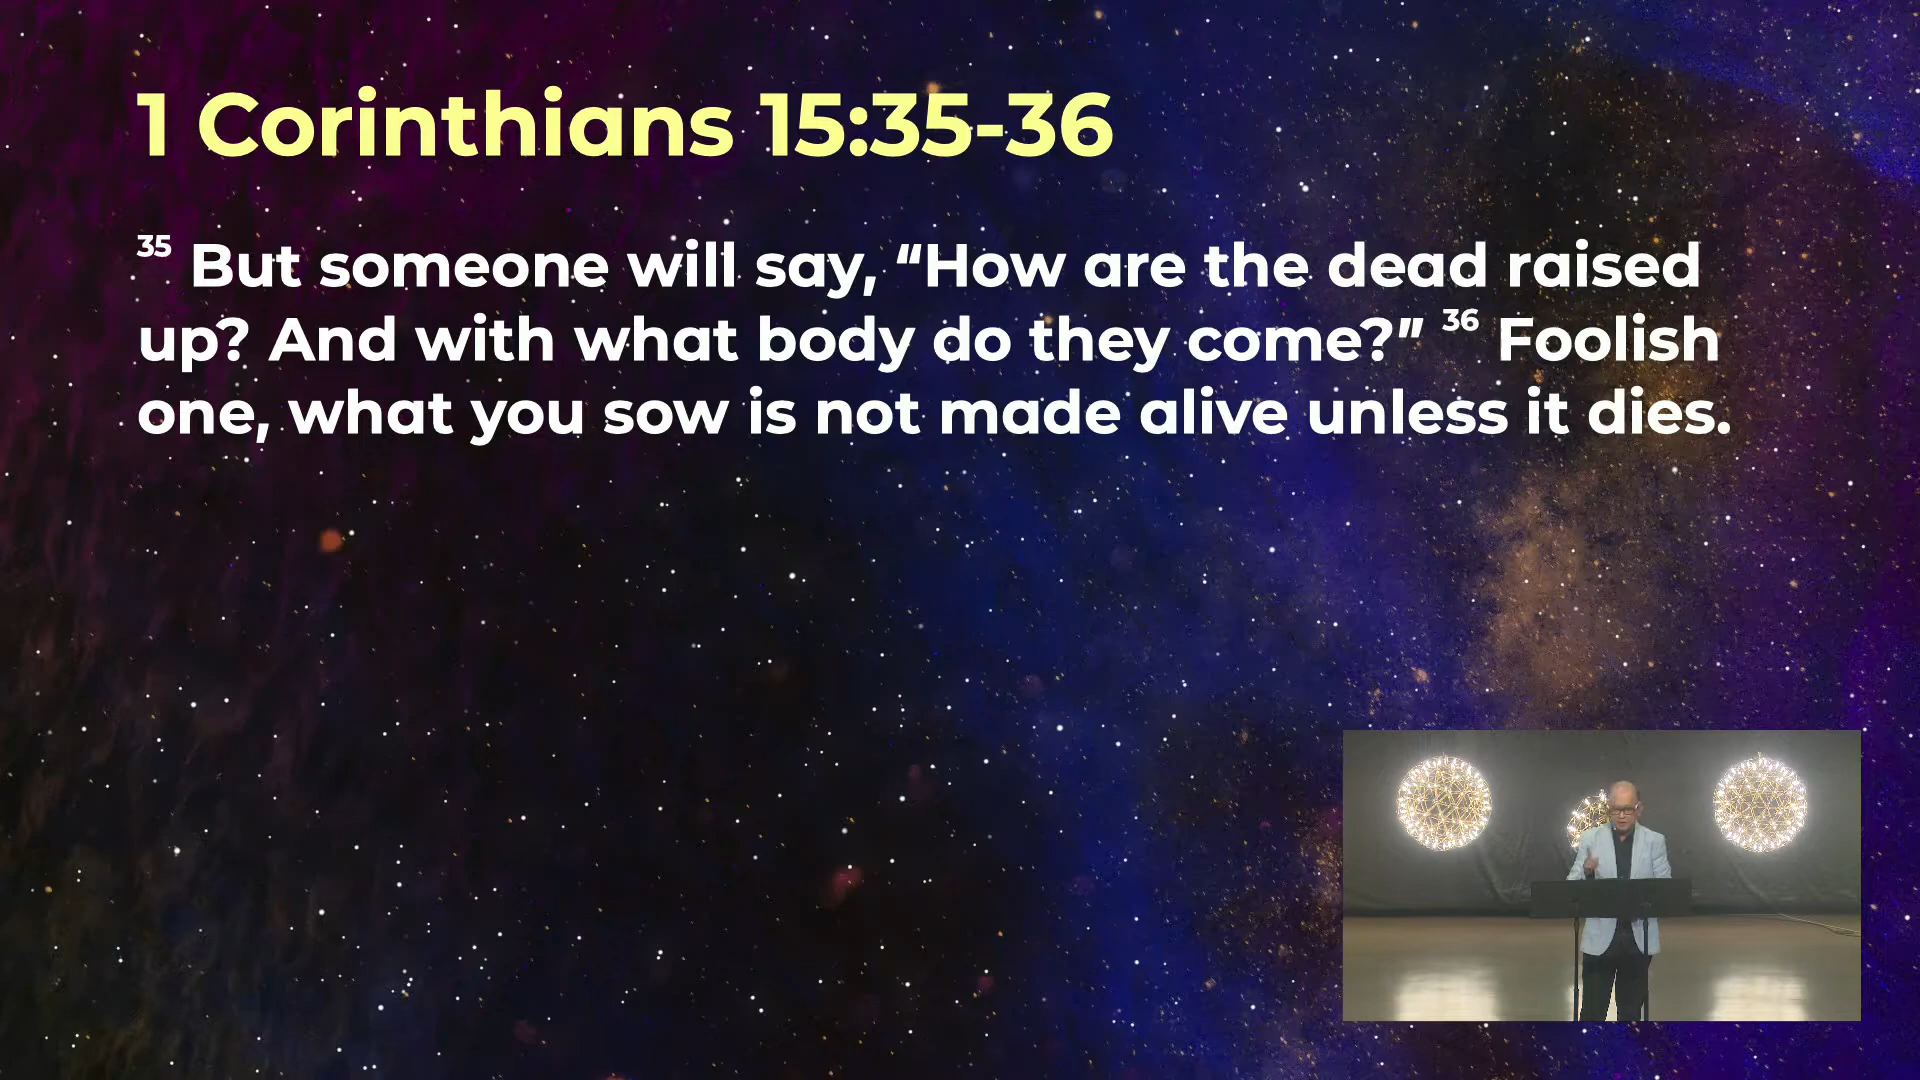 1 Corinthians 15:35-36
35 But someone will say, “How are the dead raised
up? And with what body do they come?” 36 Foolish
one, what you sow is not made alive unless it dies.